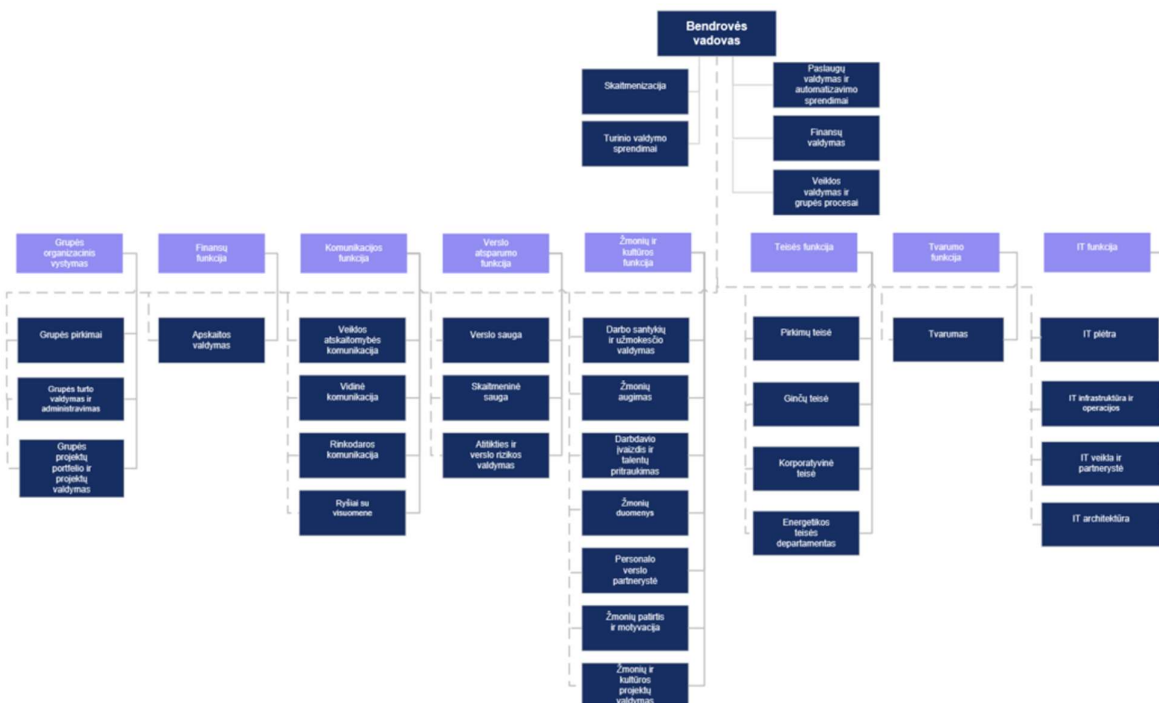 Bendrovės
vadovas
Skaitmenizacija
Turinio valdymo
sprendimai
Paslaugų
valdymas ir
automatizavimo
sprendimai
Finansų
valdymas
Veiklos
valdymas ir
grupės procesai
Grupės
organizacinis
vystymas
Grupės pirkimai
Grupės turto
valdymas ir
administravimas
Grupės
projektų
portfelio ir
projektų
valdymas
Finansų
funkcija
Apskaitos
valdymas
Komunikacijos
funkcija
Veiklos
atskaitomybės
komunikacija
Vidinė
komunikacija
Rinkodaros
komunikacija
Ryšiai su
visuomene
Verslo
atsparumo
funkcija
Verslo sauga
Skaitmeninė
sauga
Atitikties ir
verslo rizikos
valdymas
Žmonių ir
kultūros
funkcija
Darbo santykių
ir užmokesčio
valdymas
Žmonių
augimas
Darbdavio
įvaizdis ir
talentų
pritraukimas
Žmonių
duomenys
Personalo
verslo
partnerystė
Žmonių patirtis
ir motyvacija
Žmonių ir
kultūros
projektų
valdymas
Teisės funkcija
Pirkimų teisė
Ginčų teisė
Korporatyvinė
teisė
Energetikos
teisės
departamentas
Tvarumo
funkcija
Tvarumas
IT funkcija
IT plėtra
IT infrastruktūra ir
operacijos
IT veikla ir
partnerystė
IT architektūra